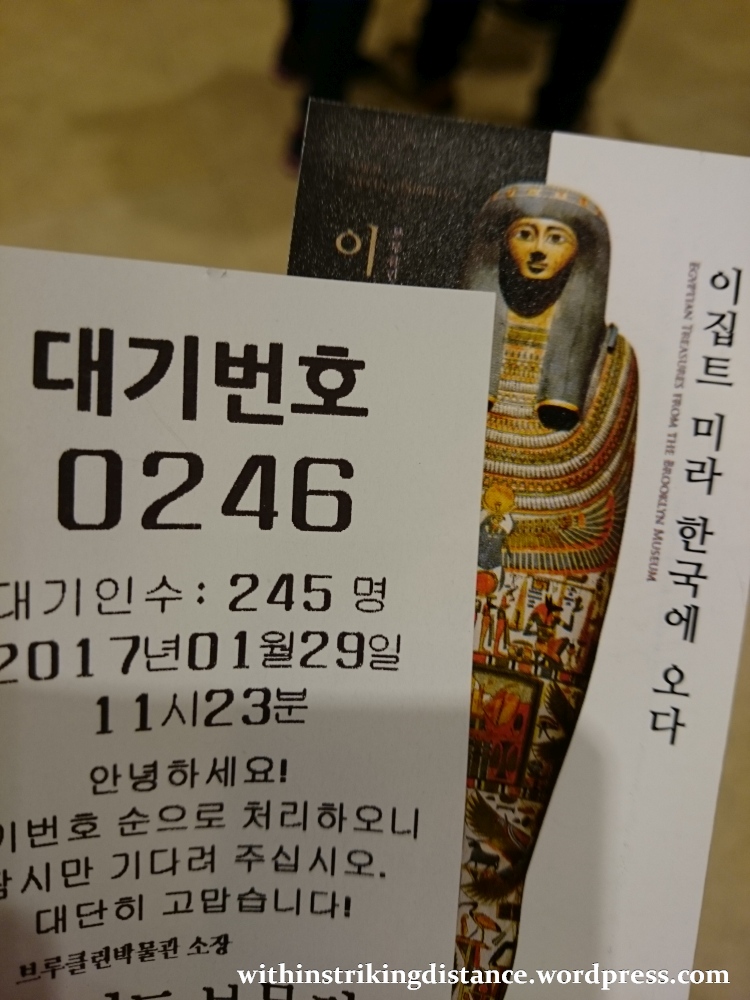 대기번호
0246
대기인수: 245 명
2017년01월29일
11시23분
안녕하세요!
기번호 순으로 처리하오니
시만 기다려 주십시오.
대단히 고맙습니다!
브루클린박물관 소장
이
이집트 미라 한국에 오다
EGYPTIAN TREASURES FROM THE BROOKLYN MUSEUM
withinstrikingdistance.wordpress.com